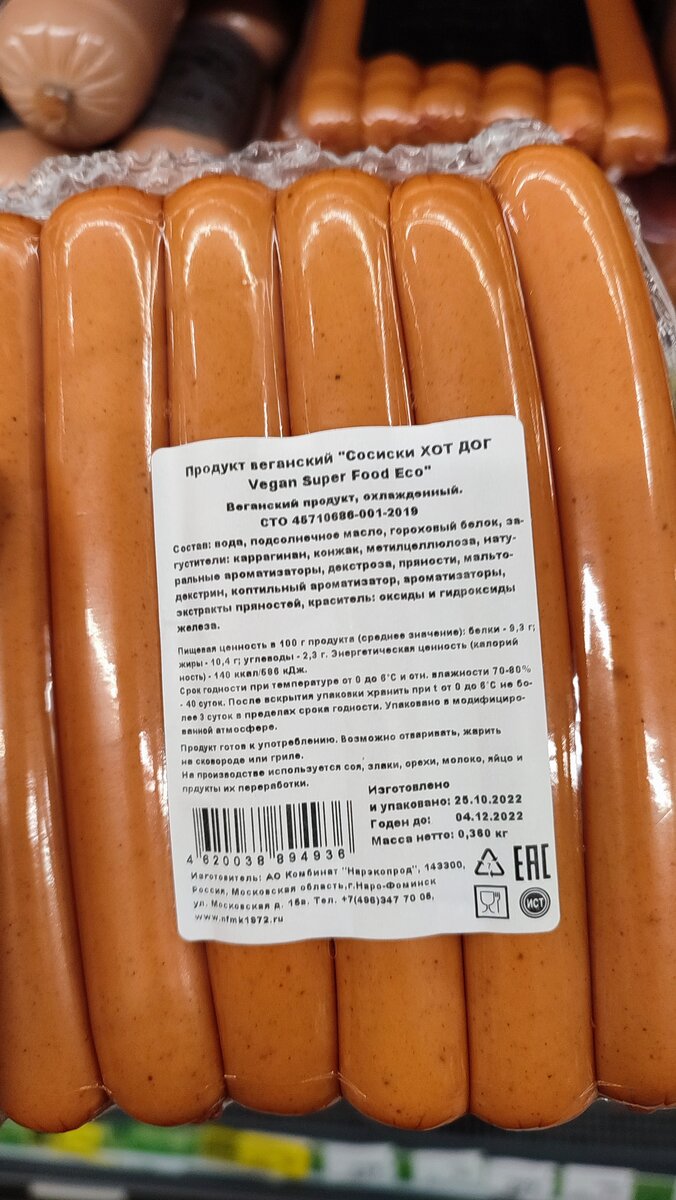 Продукт веганский "Сосиски ХОТ ДОГ
Vegan Super Food Eco"
Веганский продукт, охлажденный.
СТО 45710686-001-2019
Состав: вода, подсолнечное масло, гороховый белок, за-
густители: каррагинан, конжак, метилцеллюлоза, нату-
ральные ароматизаторы, декстроза, пряности, мальто-
декстрин, коптильный ароматизатор, ароматизаторы,
экстракты пряностей, краситель: оксиды и гидроксиды
железа.
Пищевая ценность в 100 г продукта (среднее значение): белки - 9,3 г;
жиры - 10,4 г; углеводы - 2,3 г. Энергетическая ценность (калорий
ность) - 140 ккал/586 кДж.
Срок годности при температуре от 0 до 6°С и отн. влажности 70-80%
- 40 суток. После вскрытия упаковки хранить при t от 0 до 6°С не бо-
лее 3 суток в пределах срока годности. Упаковано в модифициро-
ванной атмосфере.
Продукт готов к употреблению. Возможно отваривать, жарить
на сковороде или гриле.
На производстве используется соя, злаки, орехи, молоко, яйцо и
прдукты их переработки.
Изготовлено
и упаковано: 25.10.2022
Годен до: 04.12.2022
Масса нетто: 0,360 кг
4 620038 894936
Изготовитель: АО Комбинат "Нарэкопрод", 143300,
Россия, Московская область, г.Наро-Фоминск
ул. Московская д. 15а. Тел. +7(496)347 70 05,
www.nfmk1872.ru
7
ЕАС
ИСТ